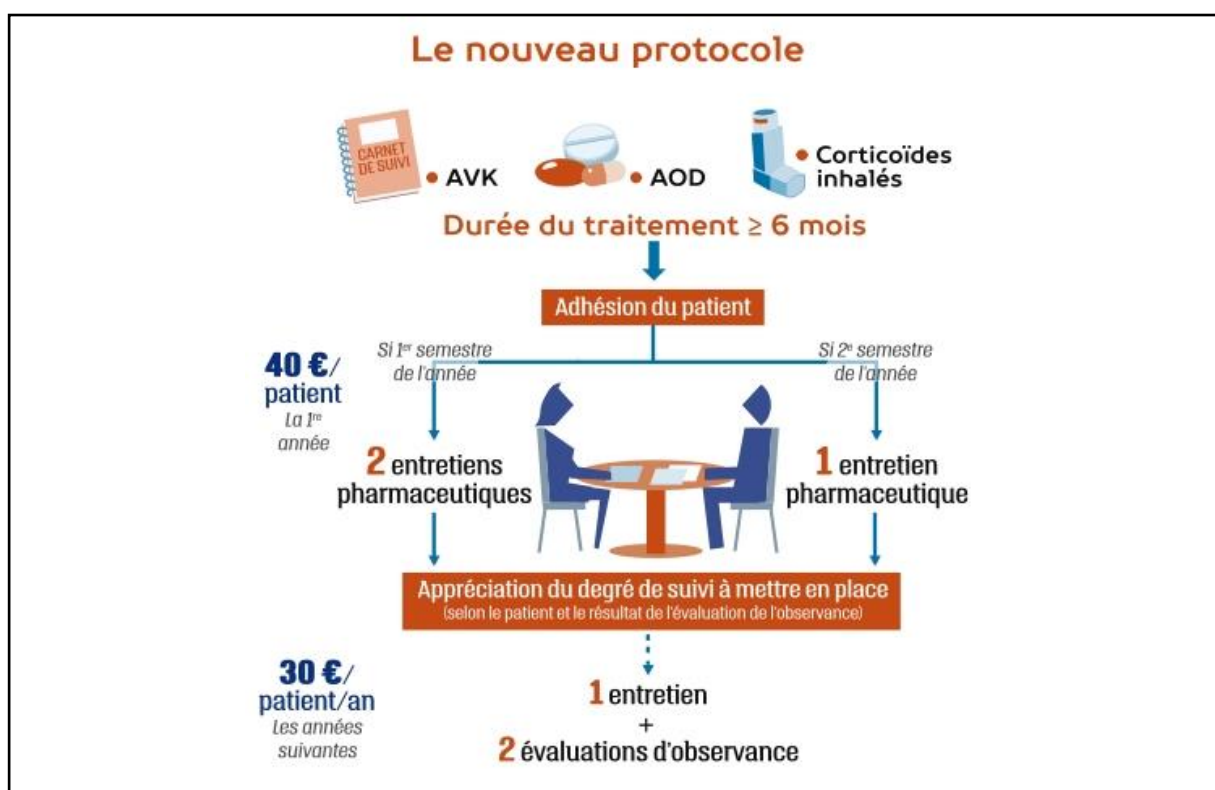 Le nouveau protocole
CARNET
DE SUIVI
• AVK
• AOD
• Corticoïdes
inhalés
Durée du traitement ≥ 6 mois
Adhésion du patient
40 €/
patient
La 1re
année
Si 1er semestre
de l'année
Si 2e semestre
de l'année
2 entretiens
pharmaceutiques
1 entretien
pharmaceutique
Appréciation du degré de suivi à mettre en place
(selon le patient et le résultat de l'évaluation de l'observance)
30 €/
patient/an
Les années
suivantes
1 entretien
+
2 évaluations d'observance